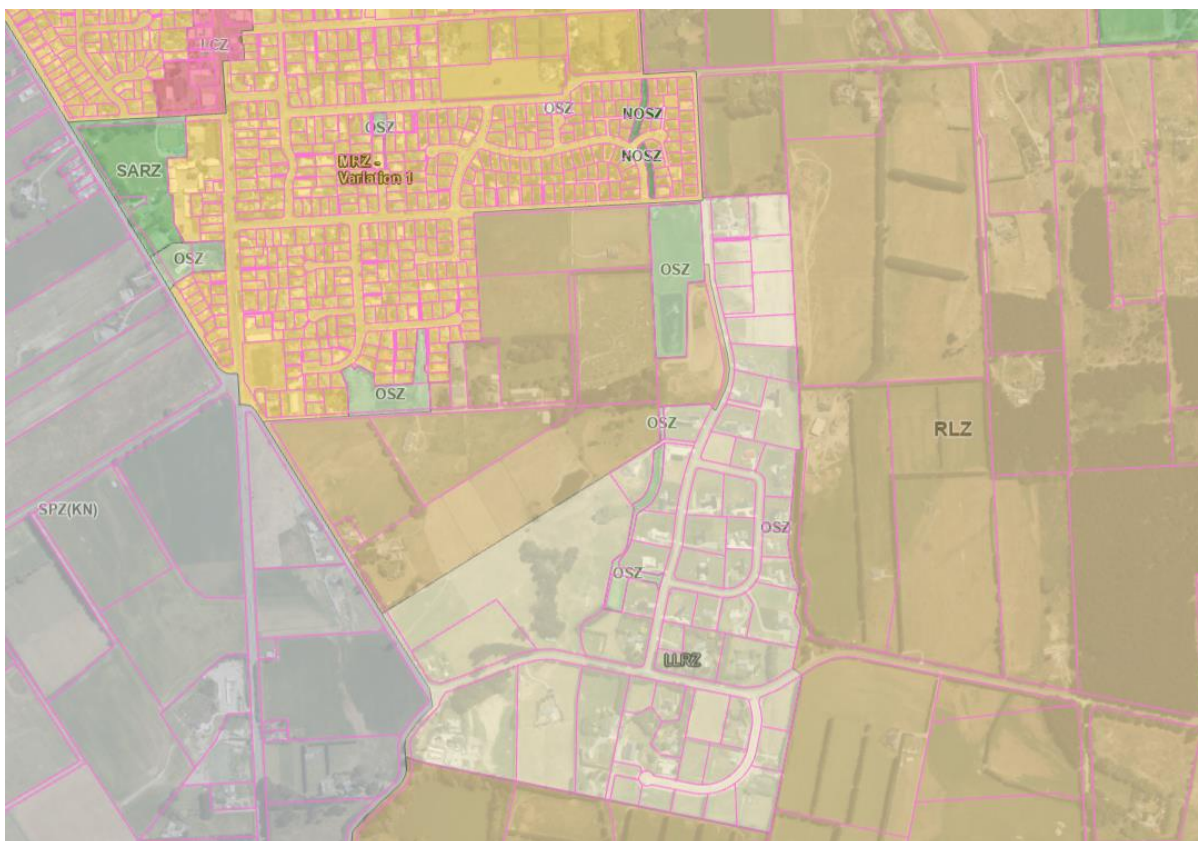 LCZ
OSZ
NOSZ
OSZ
NOSZ
MRZ -
Variation 1
SARZ
OSZ
OSZ
OSZ
OSZ
RLZ
SPZ(KN)
OSZ
OSZ
LLRZ